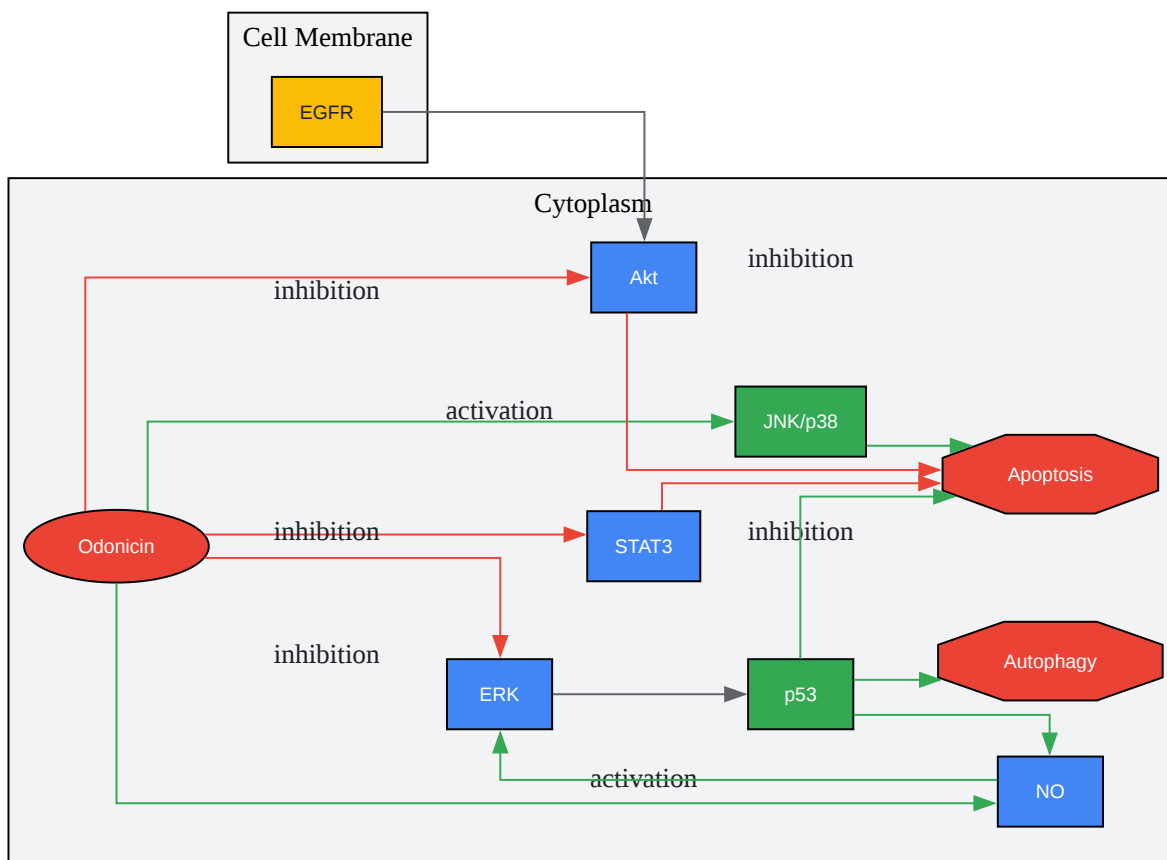 Cell Membrane
EGFR
Cytoplasm
inhibition
Akt
inhibition
activation
JNK/p38
Apoptosis
Odonicin
inhibition
STAT3
inhibition
inhibition
ERK
p53
Autophagy
activation
NO